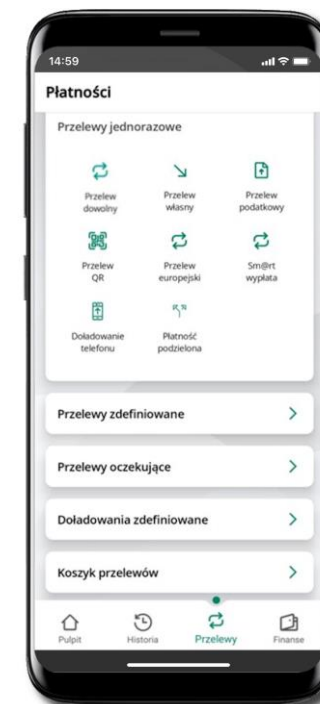 14:59
Płatności
Przelewy jednorazowe
Przelew
dowolny
Przelew
własny
Przelew
podatkowy
Przelew
QR
Przelew
europejski
Sm@rt
wypłata
Doładowanie
telefonu
Płatność
podzielona
Przelewy zdefiniowane
Przelewy oczekujące
Doładowania zdefiniowane
Koszyk przelewów
Pulpit
Historia
Przelewy
Finanse